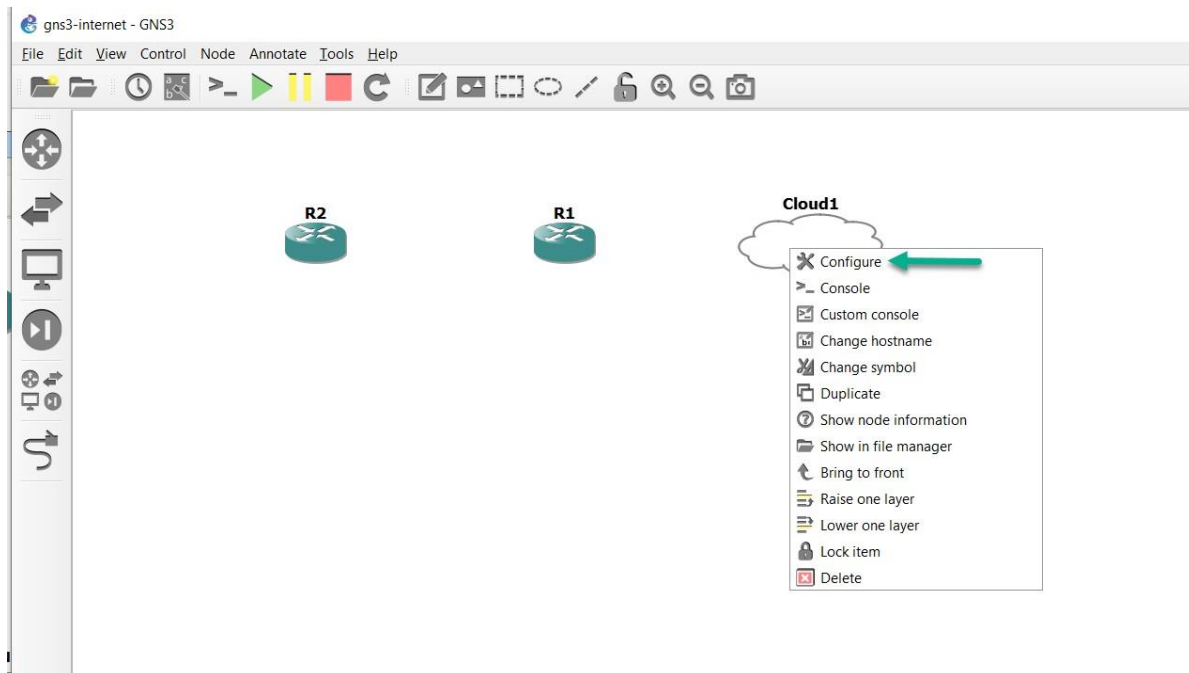 gns3-internet - GNS3
File Edit View Control Node Annotate Tools Help
R2
R1
Cloud1
Configure
Console
Custom console
Change hostname
Change symbol
Duplicate
Show node information
Show in file manager
Bring to front
Raise one layer
Lower one layer
Lock item
Delete